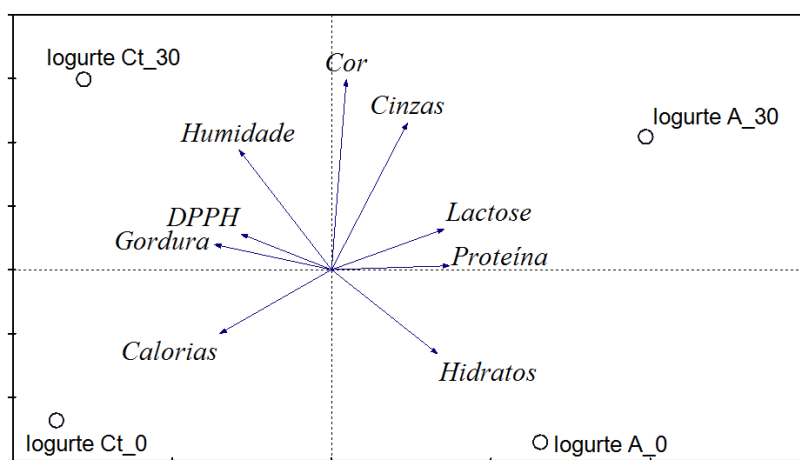 Iogurte Ct_30
Cor
Cinzas
Iogurte A_30
Humidade
DPPH
Lactose
Gordura
Proteína
Calorias
Hidratos
Iogurte Ct_0
Iogurte A_0